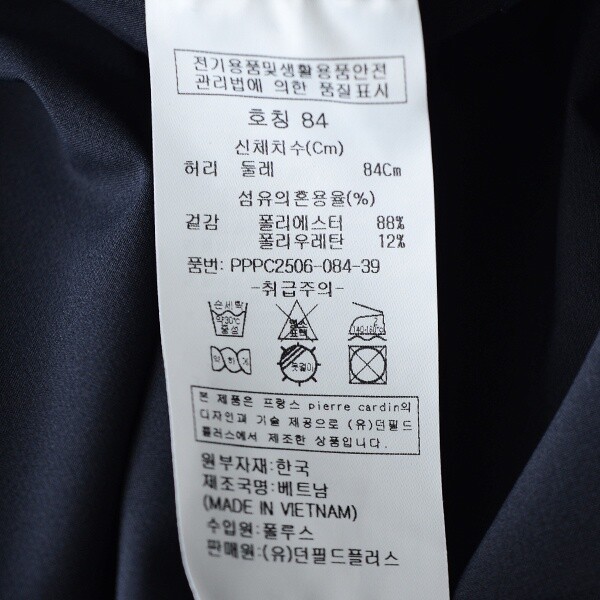 전기용품및생활용품안전
관리법에 의한 품질표시
호칭 84
신체치수(Cm)
허리 둘레 84Cm
섬유의혼용율(%)
겉감 폴리에스터 88%
폴리우레탄 12%
품번: PPPC2506-084-39
-취급주의-
손세탁
약30℃
중성
염소
표백
2
140-160℃
약하게
옷걸이
본 제품은 프랑스 pierre cardin의
디자인과 기술 제공으로 (유)던필드
플러스에서 제조한 상품입니다.
원부자재:한국
제조국명:베트남
(MADE IN VIETNAM)
수입원:폴루스
판매원:(유)던필드플러스